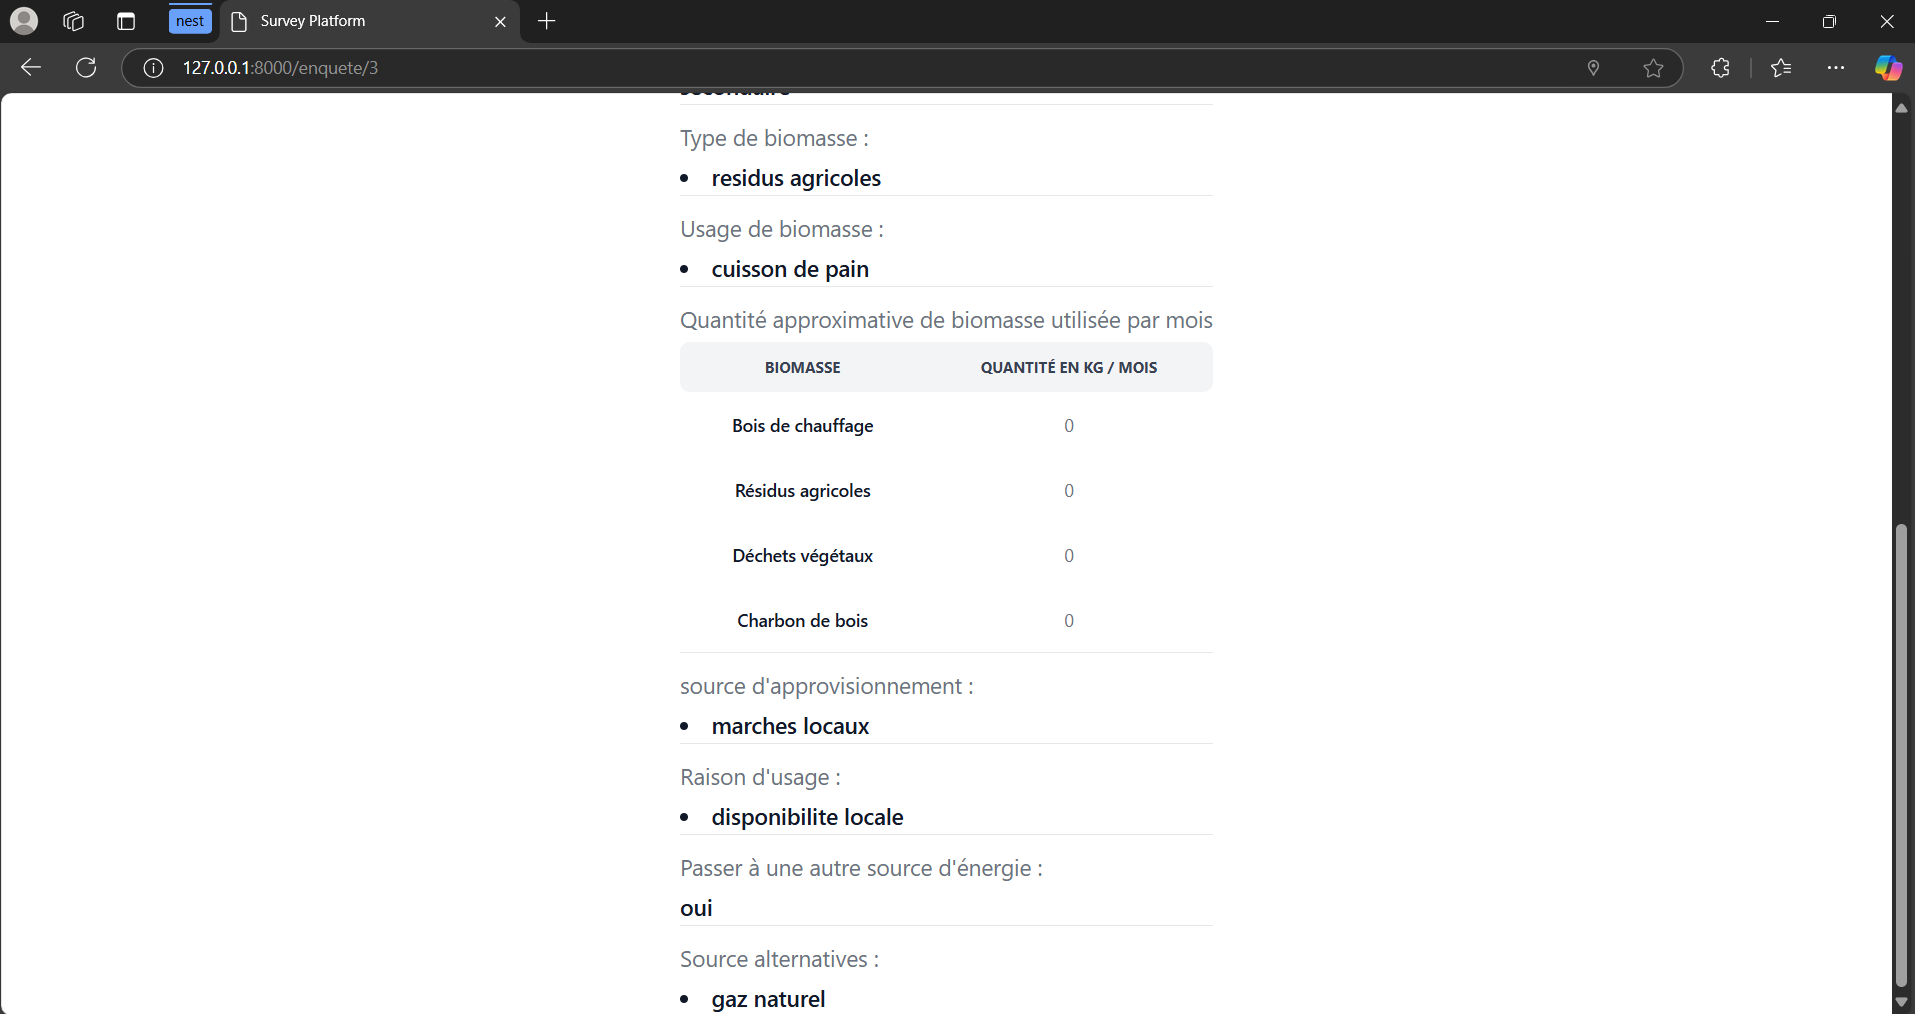 nest
Survey Platform
127.0.0.1:8000/enquete/3
Type de biomasse :
• residus agricoles
Usage de biomasse :
• cuisson de pain
Quantité approximative de biomasse utilisée par mois
BIOMASSE QUANTITÉ EN KG / MOIS
Bois de chauffage 0
Résidus agricoles 0
Déchets végétaux 0
Charbon de bois 0
source d'approvisionnement :
• marches locaux
Raison d'usage :
• disponibilite locale
Passer à une autre source d'énergie :
oui
Source alternatives :
• gaz naturel